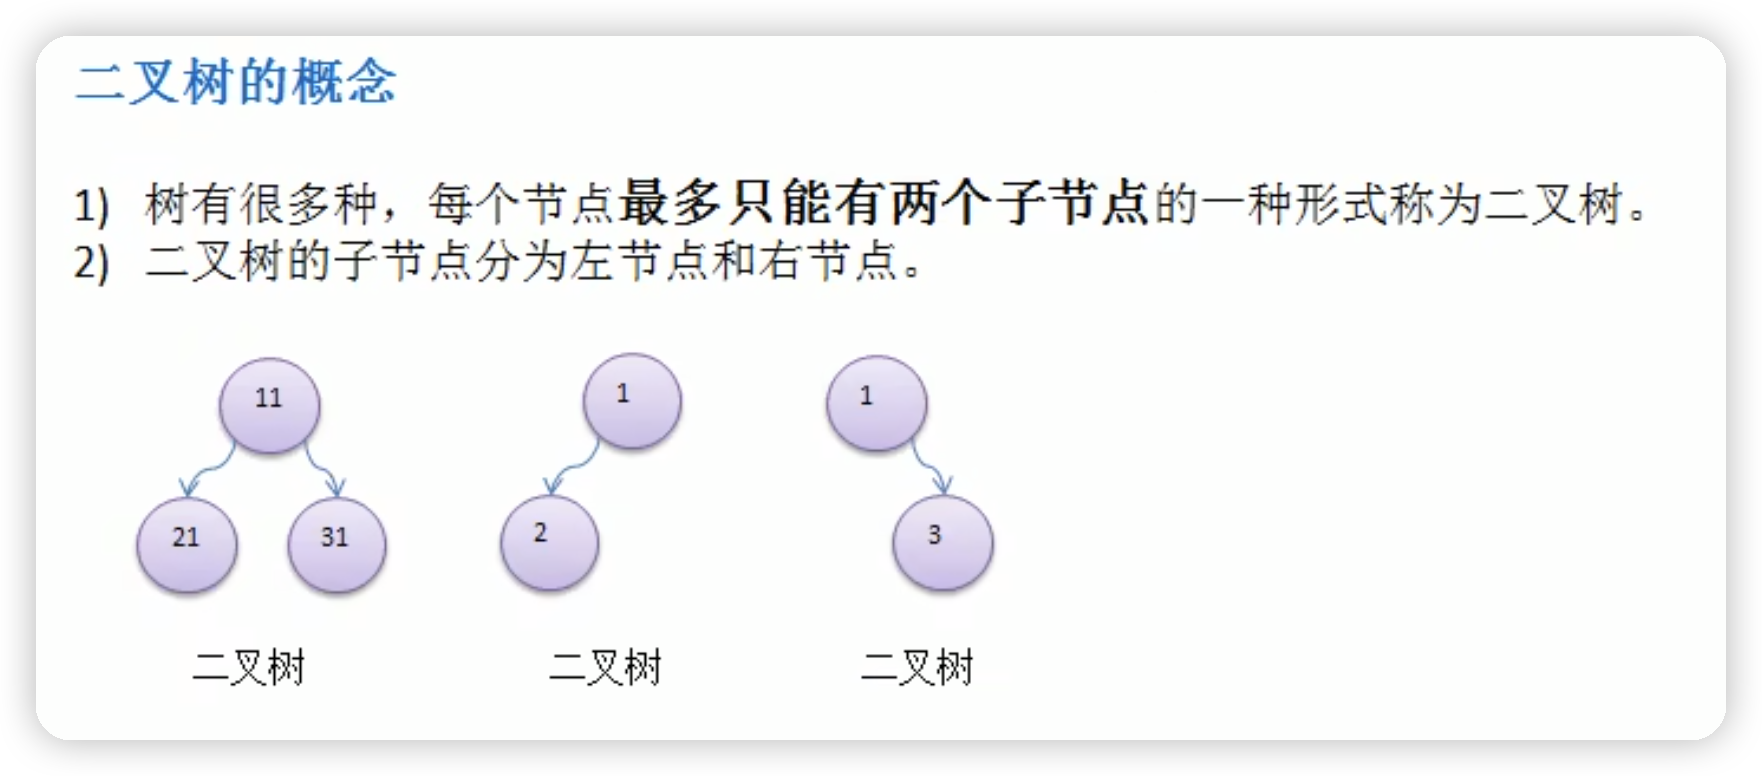 二叉树的概念
1) 树有很多种，每个节点最多只能有两个子节点的一种形式称为二叉树。
2) 二叉树的子节点分为左节点和右节点。
11
1
1
21
31
2
3
二叉树
二叉树
二叉树